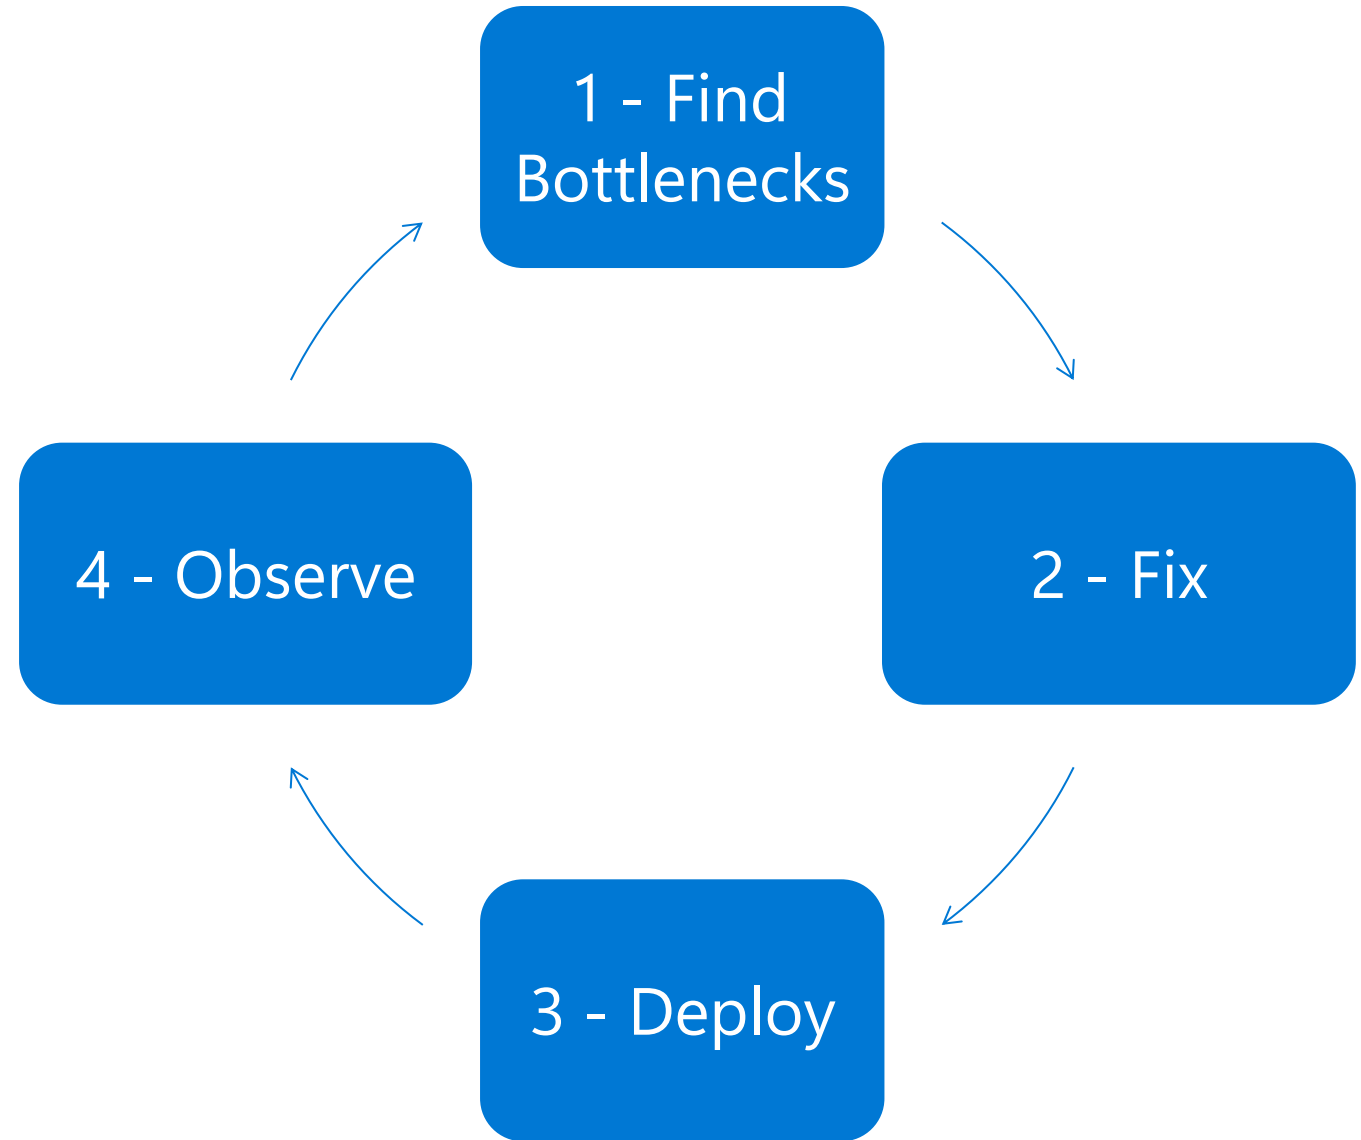 1 - Find
Bottlenecks
2 - Fix
3 - Deploy
4 - Observe